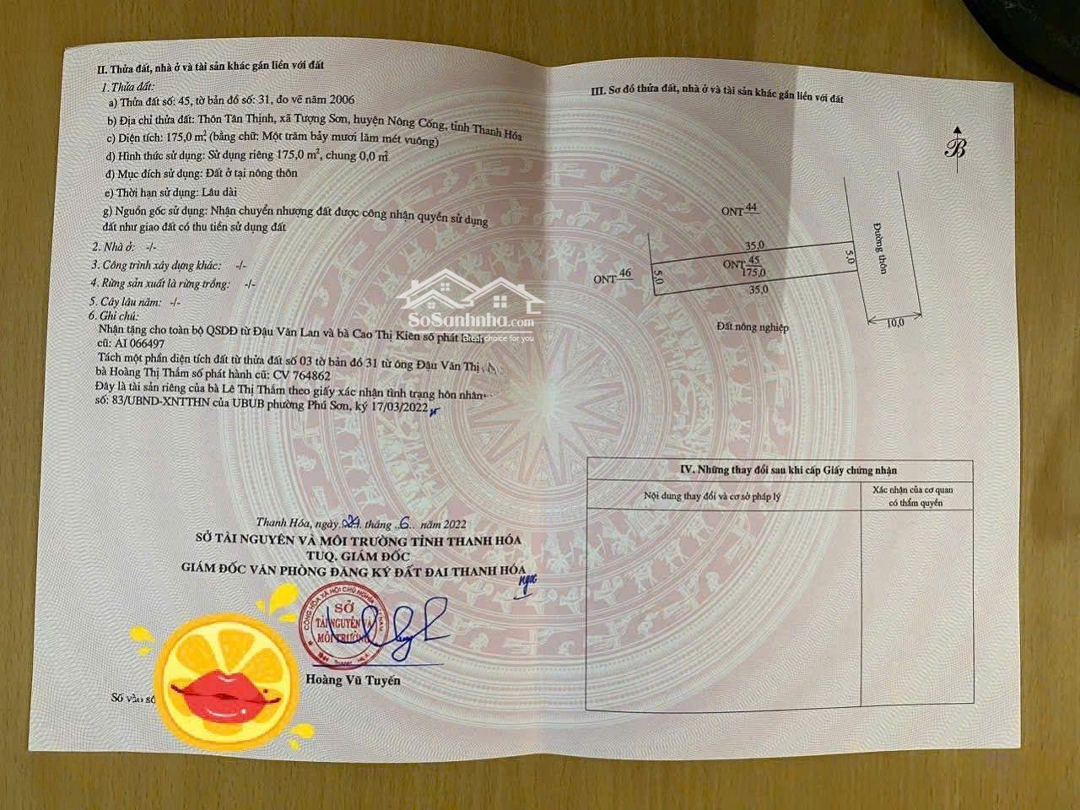 II. Thửa đất, nhà ở và tài sản khác gắn liền với đất
1. Thửa đất:
a) Thửa đất số: 45, tờ bản đồ số: 31, đo vẽ năm 2006
b) Địa chỉ thửa đất: Thôn Tân Thịnh, xã Tượng Sơn, huyện Nông Cống, tỉnh Thanh Hóa
c) Diện tích: 175,0 m², (bằng chữ: Một trăm bảy mươi lăm mét vuông)
d) Hình thức sử dụng: Sử dụng riêng 175,0 m², chung 0,0 m²
đ) Mục đích sử dụng: Đất ở tại nông thôn
e) Thời hạn sử dụng: Lâu dài
g) Nguồn gốc sử dụng: Nhận chuyển nhượng đất được công nhận quyền sử dụng
đất như giao đất có thu tiền sử dụng đất
2. Nhà ở: -/-
3. Công trình xây dựng khác: -/-
4. Rừng sản xuất là rừng trồng: -/-
5. Cây lâu năm: -/-
6. Ghi chú:
Nhận tặng cho toàn bộ QSDĐ từ Đậu Văn Lan và bà Cao Thị Kiên số phát hành
cũ: AI 066497
Tách một phần diện tích đất từ thửa đất số 03 tờ bản đồ 31 từ ông Đậu Văn Thị
bà Hoàng Thị Thắm số phát hành cũ: CV 764862
Đây là tài sản riêng của bà Lê Thị Thắm theo giấy xác nhận tình trạng hôn nhân
số: 83/UBND-XNTTHN của UBUB phường Phú Sơn, ký 17/03/2022
Thanh Hóa, ngày 24 tháng 6 năm 2022
SỞ TÀI NGUYÊN VÀ MÔI TRƯỜNG TỈNH THANH HÓA
TUQ. GIÁM ĐỐC
GIÁM ĐỐC VĂN PHÒNG ĐĂNG KÝ ĐẤT ĐAI THANH HÓA
CỘNG HÒA XÃ HỘI CHỦ NGHĨA
SỞ
TÀI NGUYÊN VÀ
MÔI TRƯỜNG
Hoàng Vũ Tuyến
Số vào sổ
SoSanhnha.com
Great choice for you
III. Sơ đồ thửa đất, nhà ở và tài sản khác gắn liền với đất
B
ONT 44
35,0
ONT 45
175,0
ONT 46
5,0
5,0
35,0
Đường thôn
Đất nông nghiệp
10,0
IV. Những thay đổi sau khi cấp Giấy chứng nhận
Nội dung thay đổi và cơ sở pháp lý
Xác nhận của cơ quan
có thẩm quyền